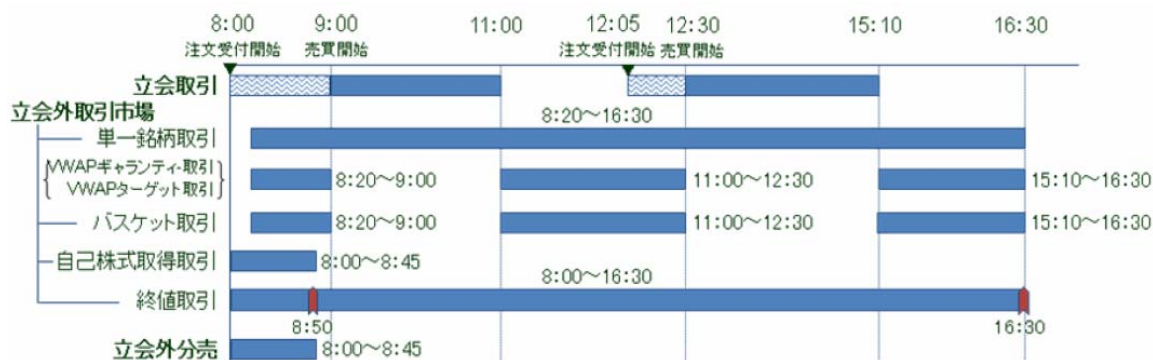 8:00 9:00 11:00 12:05 12:30 15:10 16:30
注文受付開始 売買開始 注文受付開始 売買開始
立会取引
立会外取引市場
8:20～16:30
単一銘柄取引
VWAPギャランティ-取引
VWAPターゲット取引
8:20～9:00 11:00～12:30 15:10～16:30
バスケット取引 8:20～9:00 11:00～12:30 15:10～16:30
自己株式取得取引 8:00～8:45
8:00～16:30
終値取引
8:50 16:30
立会外分売 8:00～8:45